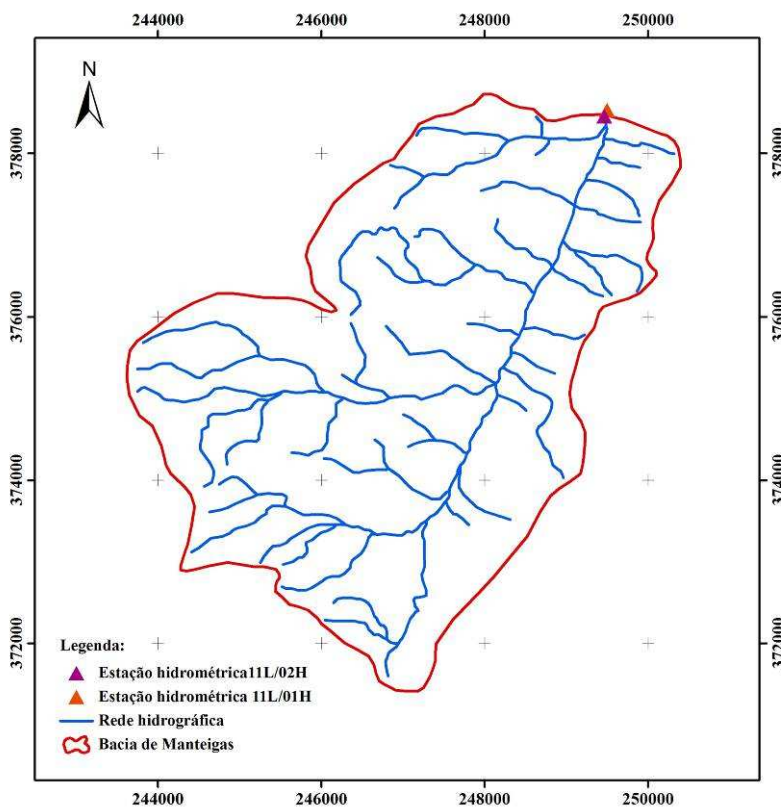 244000 246000 248000 250000
N
378000 378000
376000 376000
374000 374000
372000 372000
Legenda:
Estação hidrométrica11L/02H
Estação hidrométrica 11L/01H
Rede hidrográfica
Bacia de Manteigas
244000 246000 248000 250000